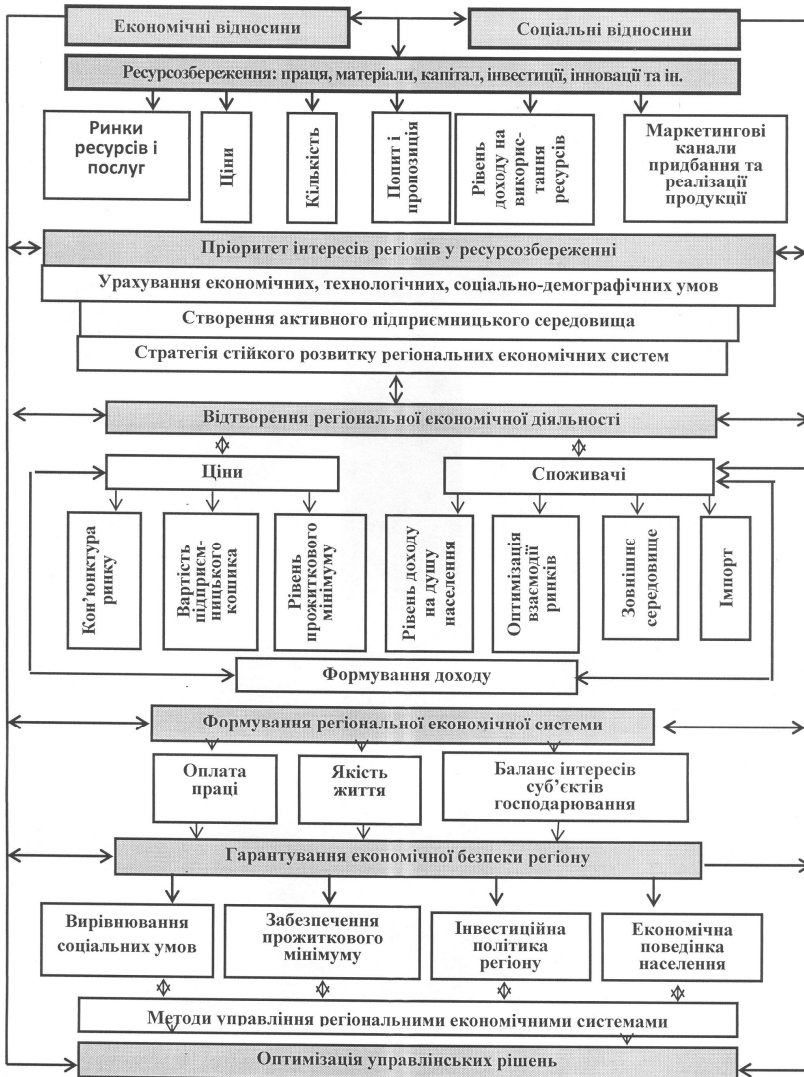 Економічні відносини
Соціальні відносини
Ресурсозбереження: праця, матеріали, капітал, інвестиції, інновації та ін.
Ринки
ресурсів і
послуг
Ціни
Кількість
Попит і
пропозиція
Рівень
доходу на
викорис-
тання
ресурсів
Маркетингові
канали
придбання та
реалізації
продукції
Пріоритет інтересів регіонів у ресурсозбереженні
Урахування економічних, технологічних, соціально-демографічних умов
Створення активного підприємницького середовища
Стратегія стійкого розвитку регіональних економічних систем
Відтворення регіональної економічної діяльності
Ціни
Споживачі
Кон’юнктура
ринку
Вартість
підприєм-
ницького
кошика
Рівень
прожиткового
мінімуму
Рівень доходу
на душу
населення
Оптимізація
взаємодії
ринків
Зовнішнє
середовище
Імпорт
Формування доходу
Формування регіональної економічної системи
Оплата
праці
Якість
життя
Баланс інтересів
суб’єктів
господарювання
Гарантування економічної безпеки регіону
Вирівнювання
соціальних умов
Забезпечення
прожиткового
мінімуму
Інвестиційна
політика
регіону
Економічна
поведінка
населення
Методи управління регіональними економічними системами
Оптимізація управлінських рішень